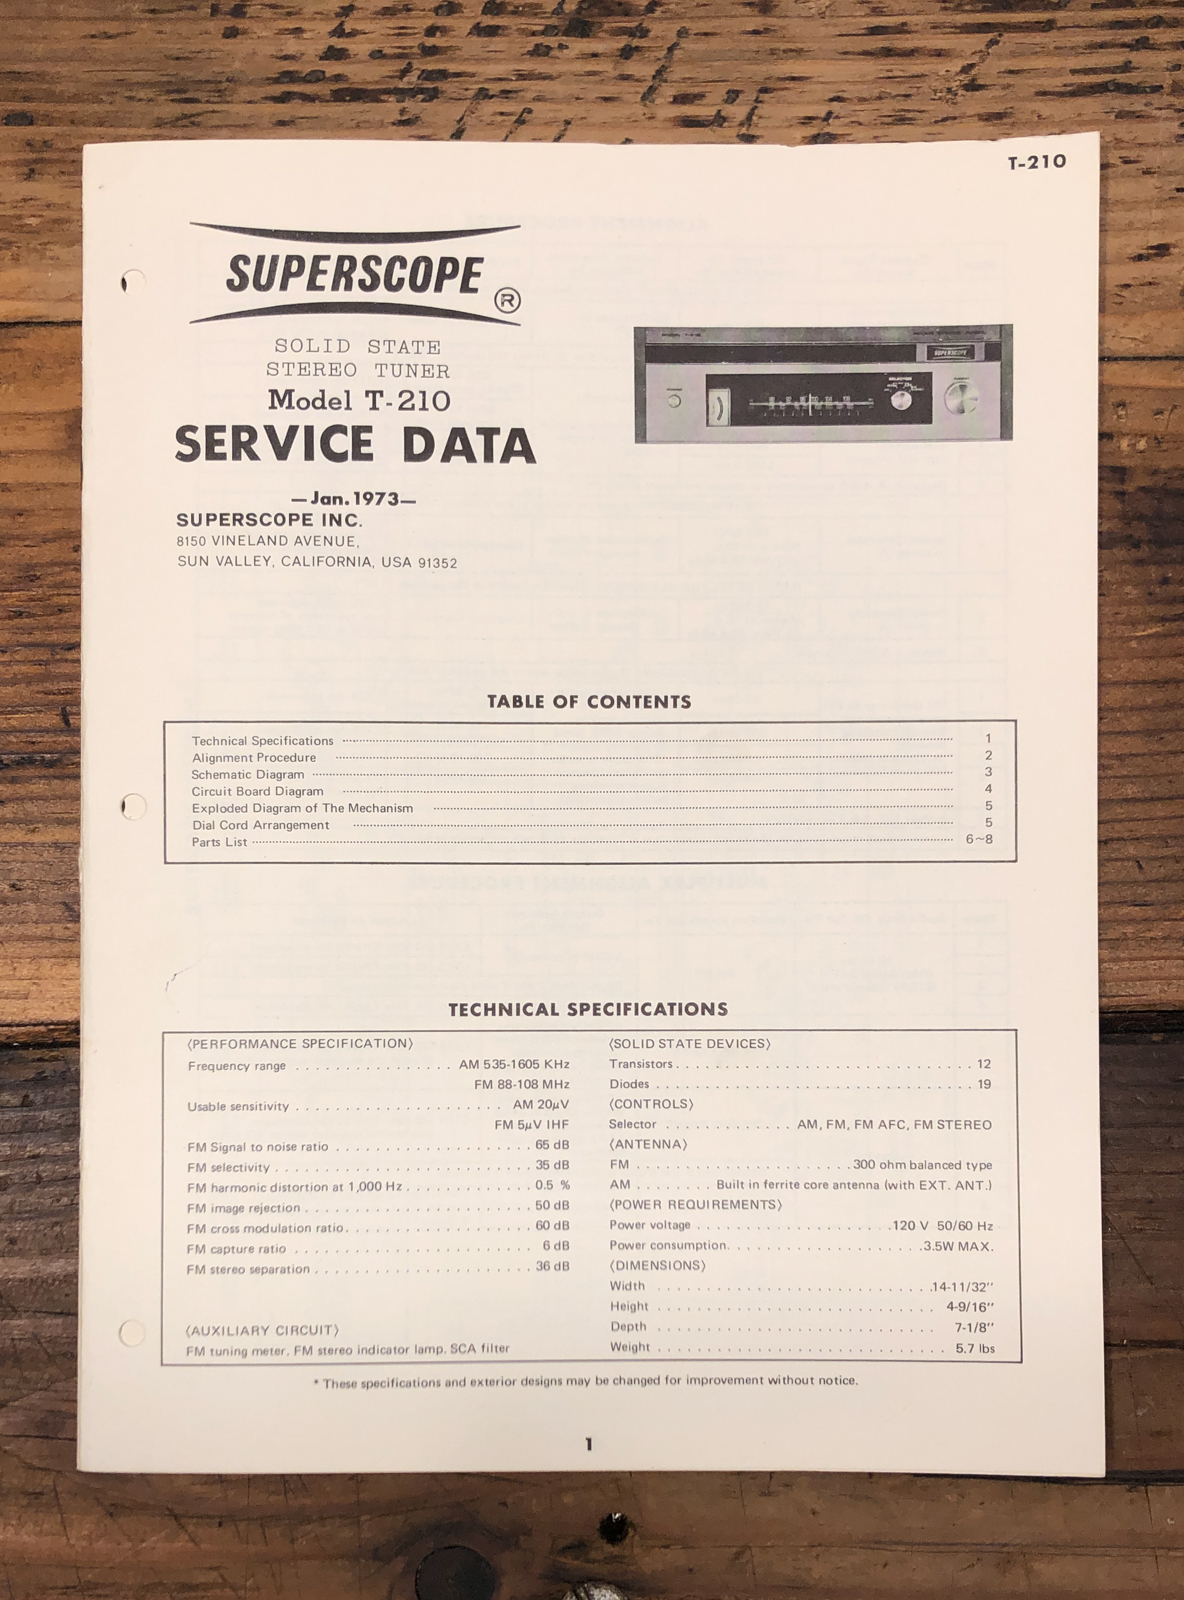 T-210
SUPERSCOPE ®
SOLID STATE
STEREO TUNER
Model T-210
SERVICE DATA
—Jan.1973—
SUPERSCOPE INC.
8150 VINELAND AVENUE,
SUN VALLEY, CALIFORNIA, USA 91352
SUPERSCOPE
TABLE OF CONTENTS
Technical Specifications 1
Alignment Procedure 2
Schematic Diagram 3
Circuit Board Diagram 4
Exploded Diagram of The Mechanism 5
Dial Cord Arrangement 5
Parts List 6~8
TECHNICAL SPECIFICATIONS
〈PERFORMANCE SPECIFICATION〉
Frequency range . . . . . . . . . . . . . . . . AM 535-1605 KHz
FM 88-108 MHz
Usable sensitivity . . . . . . . . . . . . . . . . . . . . . AM 20μV
FM 5μV IHF
FM Signal to noise ratio . . . . . . . . . . . . . . . . . . . . 65 dB
FM selectivity . . . . . . . . . . . . . . . . . . . . . . . . . . 35 dB
FM harmonic distortion at 1,000 Hz . . . . . . . . . . . . . 0.5 %
FM image rejection . . . . . . . . . . . . . . . . . . . . . . . 50 dB
FM cross modulation ratio. . . . . . . . . . . . . . . . . . . 60 dB
FM capture ratio . . . . . . . . . . . . . . . . . . . . . . . . 6 dB
FM stereo separation . . . . . . . . . . . . . . . . . . . . . . 36 dB
〈AUXILIARY CIRCUIT〉
FM tuning meter. FM stereo indicator lamp. SCA filter
〈SOLID STATE DEVICES〉
Transistors . . . . . . . . . . . . . . . . . . . . . . . . . . . . . . 12
Diodes . . . . . . . . . . . . . . . . . . . . . . . . . . . . . . . . 19
〈CONTROLS〉
Selector . . . . . . . . . . . . . AM, FM, FM AFC, FM STEREO
〈ANTENNA〉
FM . . . . . . . . . . . . . . . . . . . . . . 300 ohm balanced type
AM . . . . . . . . Built in ferrite core antenna (with EXT. ANT.)
〈POWER REQUIREMENTS〉
Power voltage . . . . . . . . . . . . . . . . . . . . .120 V 50/60 Hz
Power consumption. . . . . . . . . . . . . . . . . . . . .3.5W MAX.
〈DIMENSIONS〉
Width . . . . . . . . . . . . . . . . . . . . . . . . . . . . .14-11/32"
Height . . . . . . . . . . . . . . . . . . . . . . . . . . . . . 4-9/16"
Depth . . . . . . . . . . . . . . . . . . . . . . . . . . . . . 7-1/8"
Weight . . . . . . . . . . . . . . . . . . . . . . . . . . . . . 5.7 lbs
* These specifications and exterior designs may be changed for improvement without notice.
1